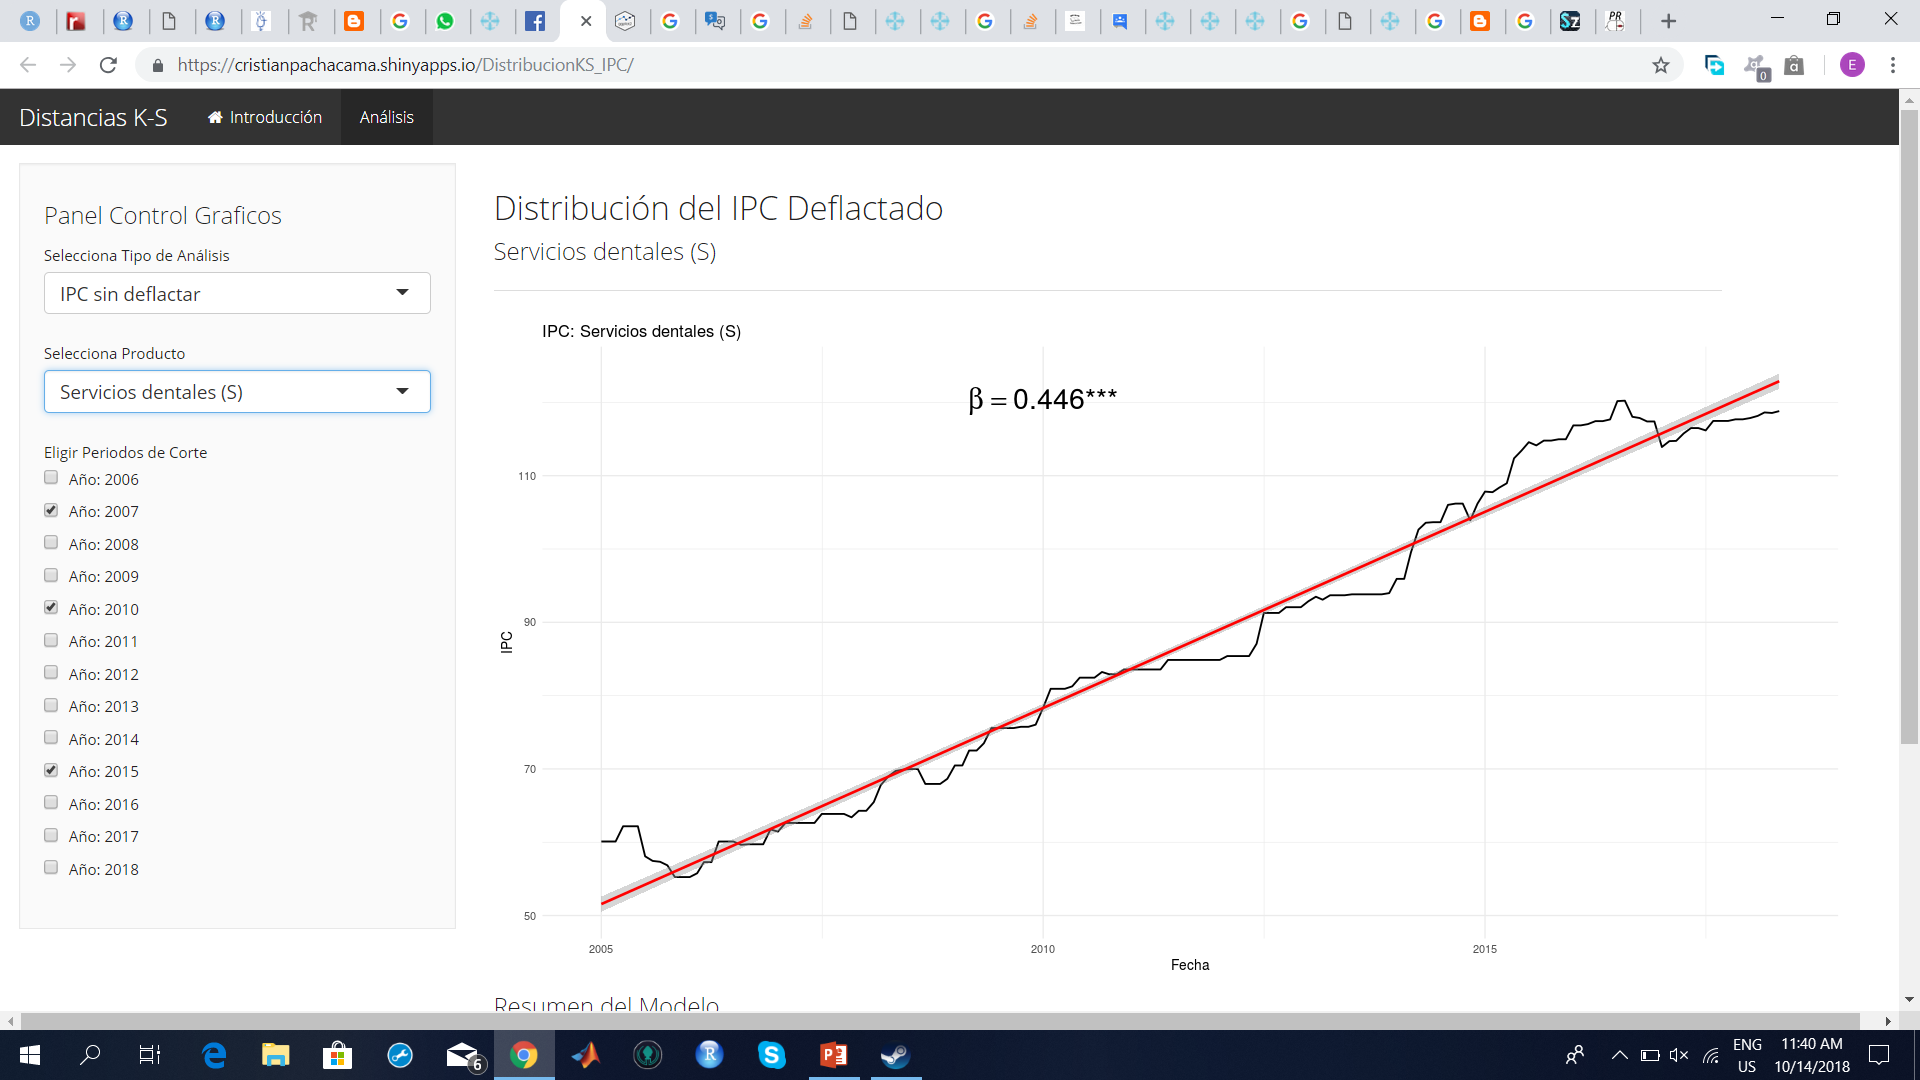 https://cristianpachacama.shinyapps.io/DistribucionKS_IPC/
0
E
Distancias K-S
Introducción
Análisis
Panel Control Graficos
Selecciona Tipo de Análisis
IPC sin deflactar
Selecciona Producto
Servicios dentales (S)
Eligir Periodos de Corte
Año: 2006
Año: 2007
Año: 2008
Año: 2009
Año: 2010
Año: 2011
Año: 2012
Año: 2013
Año: 2014
Año: 2015
Año: 2016
Año: 2017
Año: 2018
Distribución del IPC Deflactado
Servicios dentales (S)
IPC: Servicios dentales (S)
β = 0.446***
110
90
70
50
IPC
2005
2010
2015
Fecha
Resumen del Modelo
6
ENG
US
11:40 AM
10/14/2018